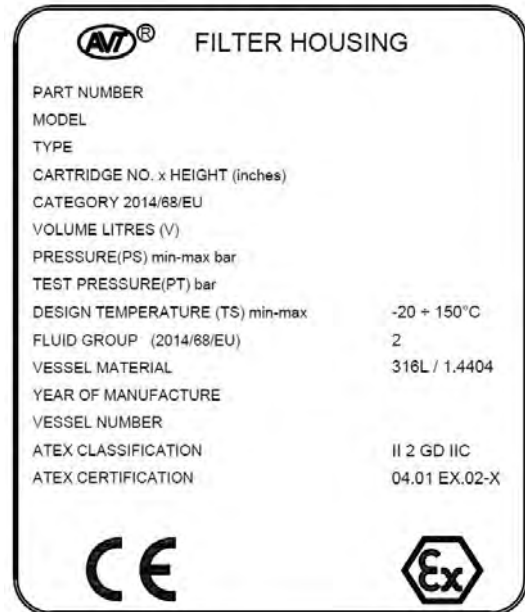 AVT® FILTER HOUSING
PART NUMBER
MODEL
TYPE
CARTRIDGE NO. x HEIGHT (inches)
CATEGORY 2014/68/EU
VOLUME LITRES (V)
PRESSURE(PS) min-max bar
TEST PRESSURE(PT) bar
DESIGN TEMPERATURE (TS) min-max -20 ÷ 150°C
FLUID GROUP (2014/68/EU) 2
VESSEL MATERIAL 316L / 1.4404
YEAR OF MANUFACTURE
VESSEL NUMBER
ATEX CLASSIFICATION II 2 GD IIC
ATEX CERTIFICATION 04.01 EX.02-X
CE Ex